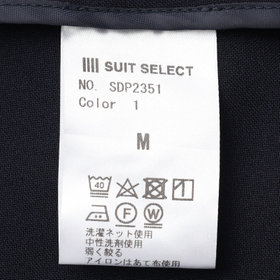 SUIT SELECT
NO. SDP2351
Color 1
M
40
F W
洗濯ネット使用
中性洗剤使用
弱く絞る
アイロンはあて布使用